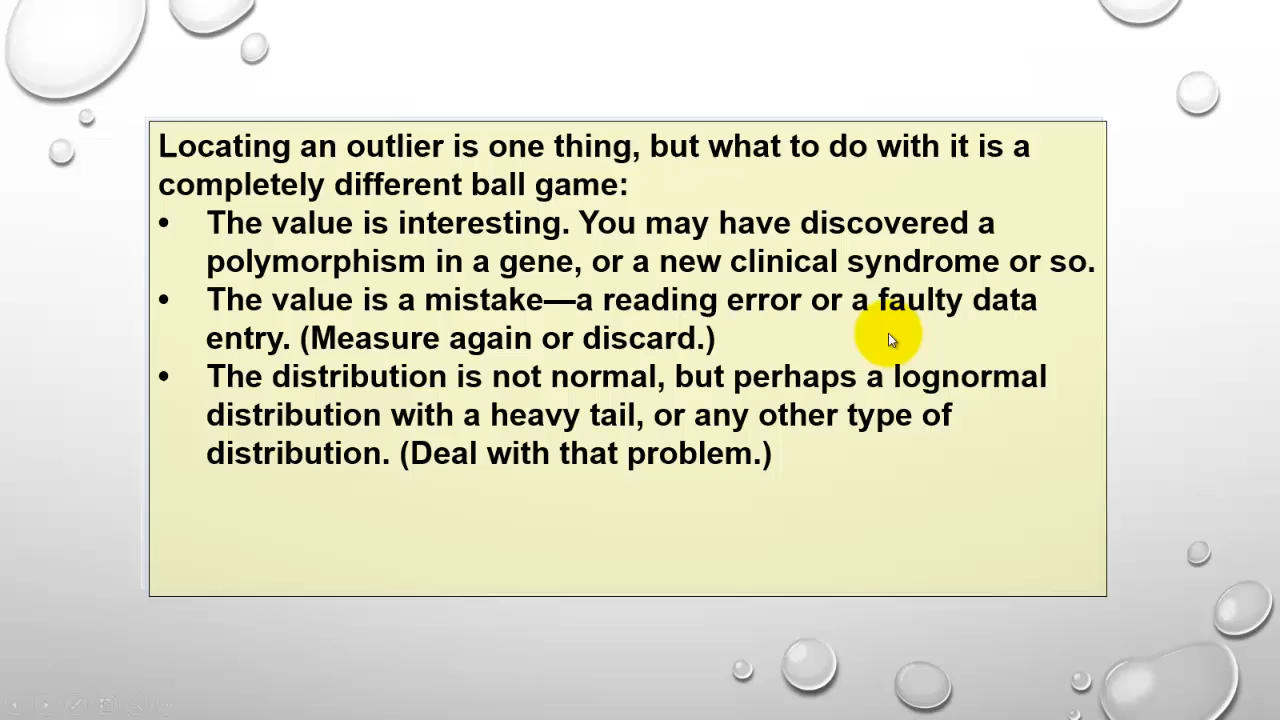 Locating an outlier is one thing, but what to do with it is a
completely different ball game:
• The value is interesting. You may have discovered a
polymorphism in a gene, or a new clinical syndrome or so.
• The value is a mistake—a reading error or a faulty data
entry. (Measure again or discard.)
• The distribution is not normal, but perhaps a lognormal
distribution with a heavy tail, or any other type of
distribution. (Deal with that problem.)